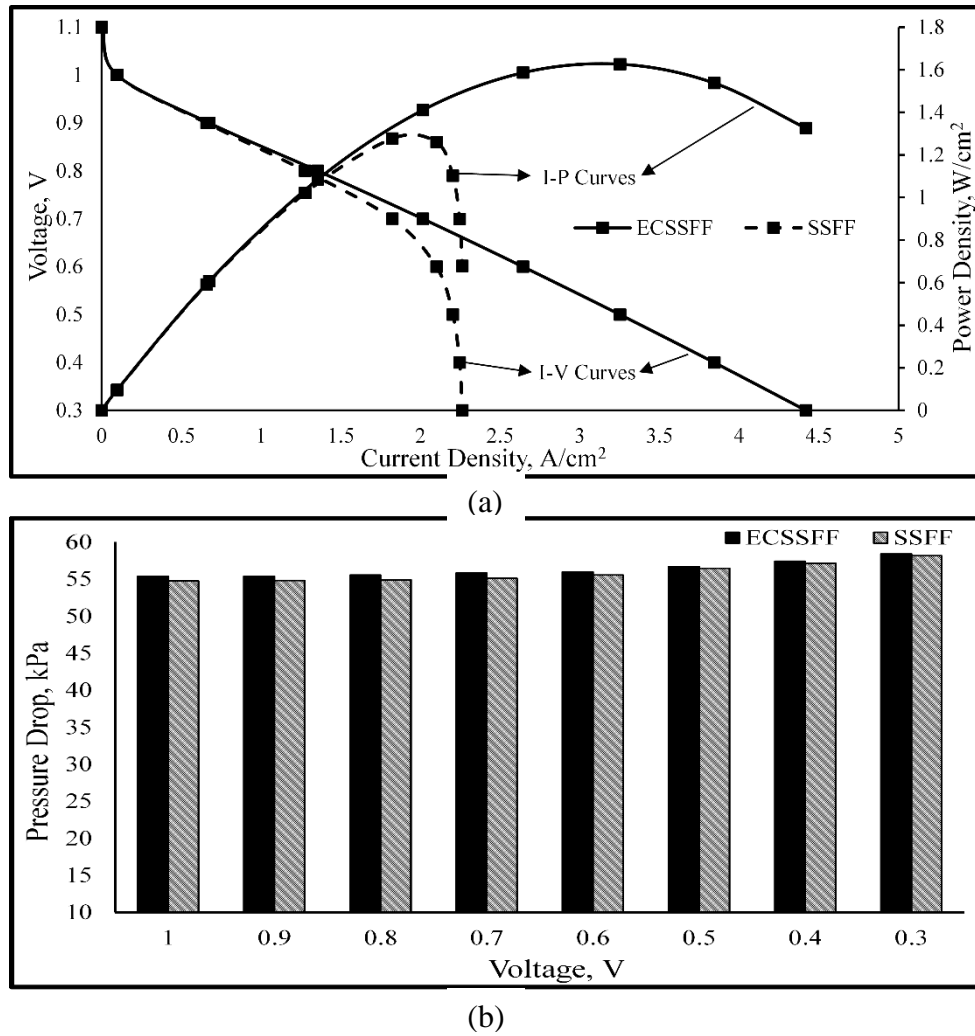 1.1
1
0.9
0.8
0.7
0.6
0.5
0.4
0.3
Voltage, V
1.8
1.6
1.4
1.2
1
0.8
0.6
0.4
0.2
0
Power Density,W/cm²
I-P Curves
ECSSFF SSFF
I-V Curves
0 0.5 1 1.5 2 2.5 3 3.5 4 4.5 5
Current Density, A/cm²
(a)
60
55
50
45
40
35
30
25
20
15
10
Pressure Drop, kPa
ECSSFF SSFF
1 0.9 0.8 0.7 0.6 0.5 0.4 0.3
Voltage, V
(b)